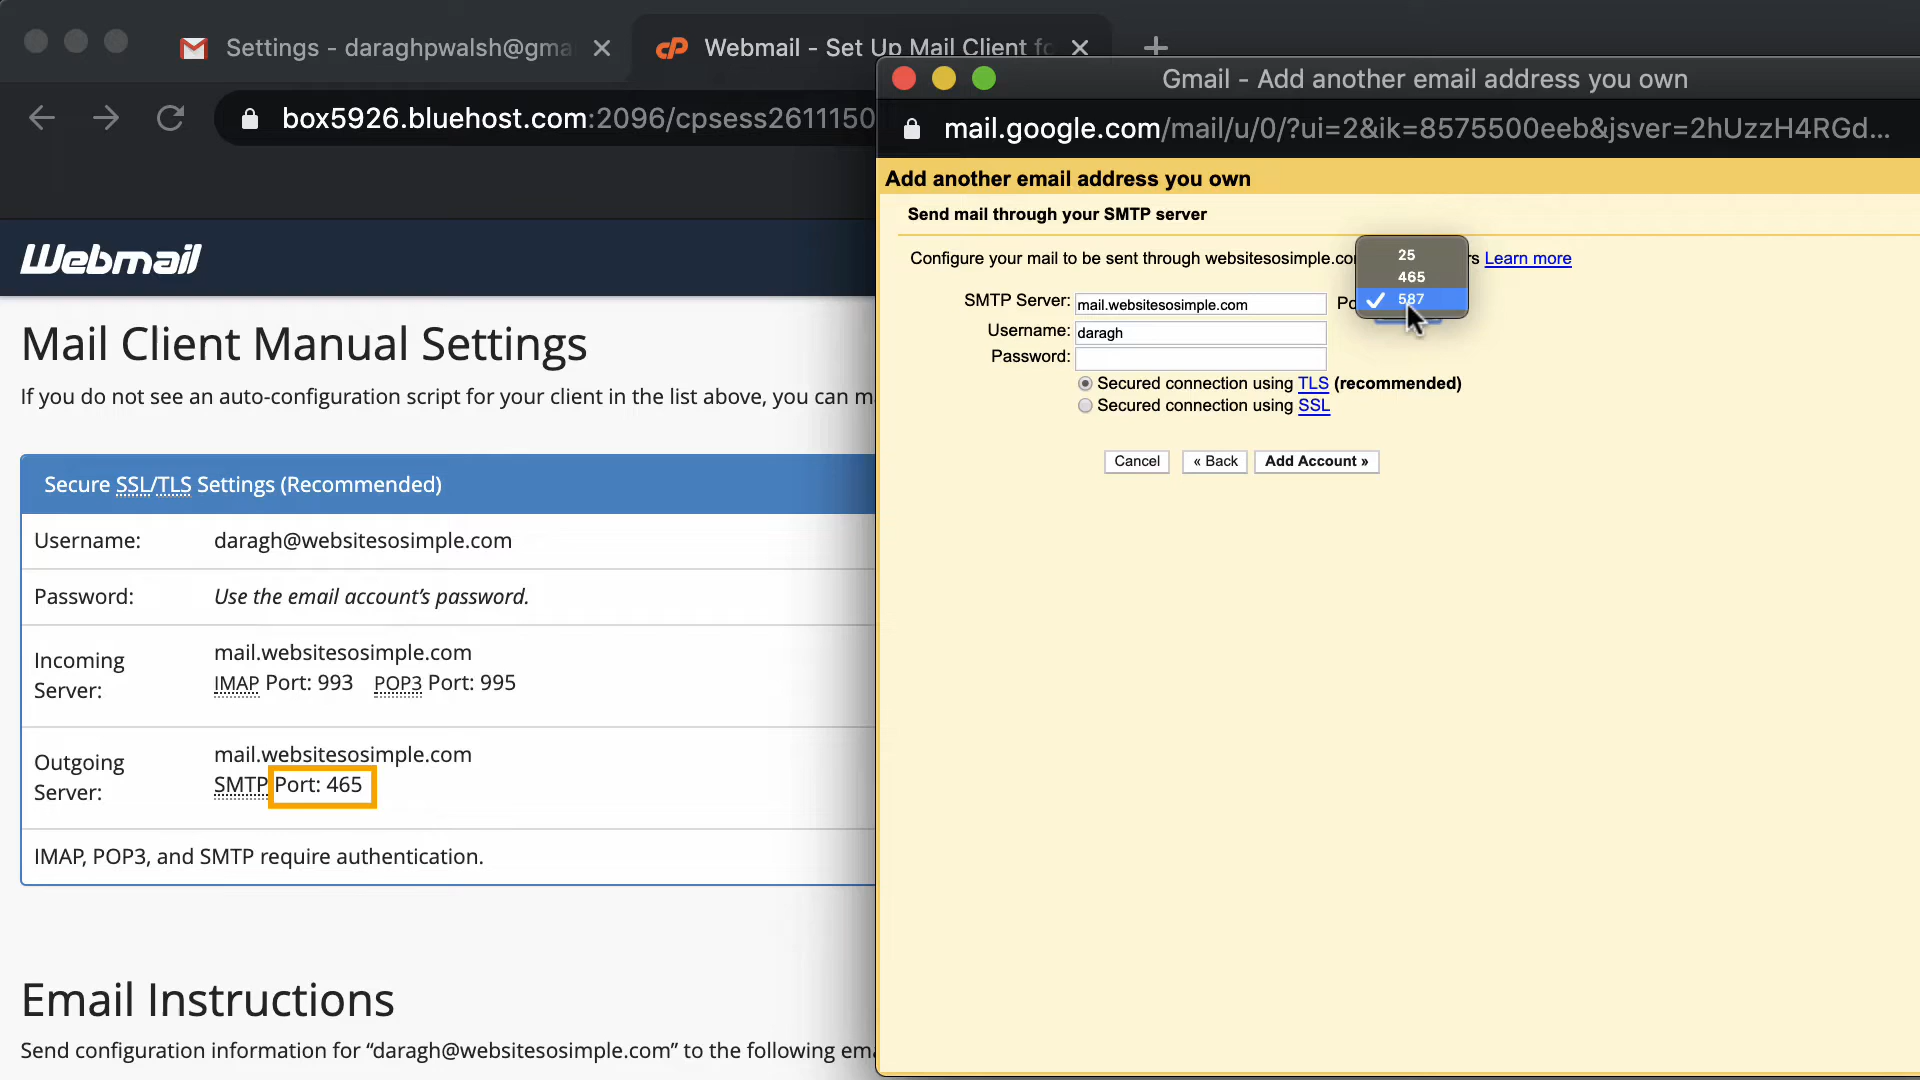 Settings - daraghpwalsh@gma
Webmail - Set Up Mail Client fo
box5926.bluehost.com:2096/cpsess2611150
Webmail
Mail Client Manual Settings
If you do not see an auto-configuration script for your client in the list above, you can m
Secure SSL/TLS Settings (Recommended)
Username: daragh@websitesosimple.com
Password: Use the email account's password.
Incoming Server: mail.websitesosimple.com
IMAP Port: 993 POP3 Port: 995
Outgoing Server: mail.websitesosimple.com
SMTP Port: 465
IMAP, POP3, and SMTP require authentication.
Email Instructions
Send configuration information for “daragh@websitesosimple.com” to the following ema
Gmail - Add another email address you own
mail.google.com/mail/u/0/?ui=2&ik=8575500eeb&jsver=2hUzzH4RGd...
Add another email address you own
Send mail through your SMTP server
Configure your mail to be sent through websitesosimple.co Learn more
SMTP Server: mail.websitesosimple.com Po
25
465
587
Username: daragh
Password:
Secured connection using TLS (recommended)
Secured connection using SSL
Cancel
« Back
Add Account »